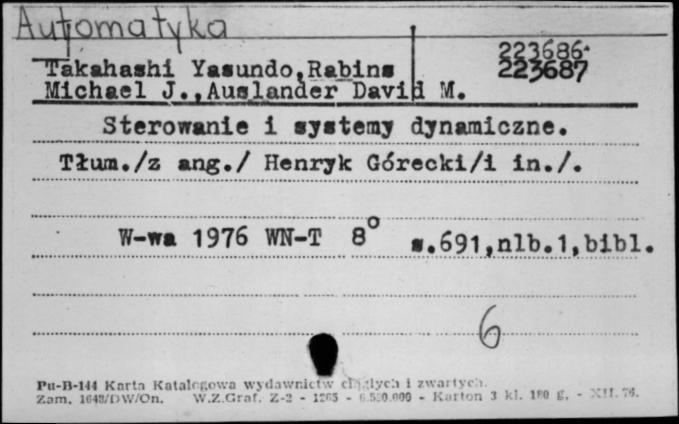 Automatyka
223686
Takahashi Yasundo,Rabins 223687
Michael J.,Auslander David M.
Sterowanie i systemy dynamiczne.
Tłum./z ang./ Henryk Górecki/i in./.
W-wa 1976 WN-T 8° s.691,nlb.1,bibl.
6
Pu-B-144 Karta Katalogowa wydawnictw ciągłych i zwartych.
Zam. 1648/DW/On. W.Z.Graf. Z-2 - 1265 - 6.550.000 - Karton 3 kl. 180 g. - XII. 76.